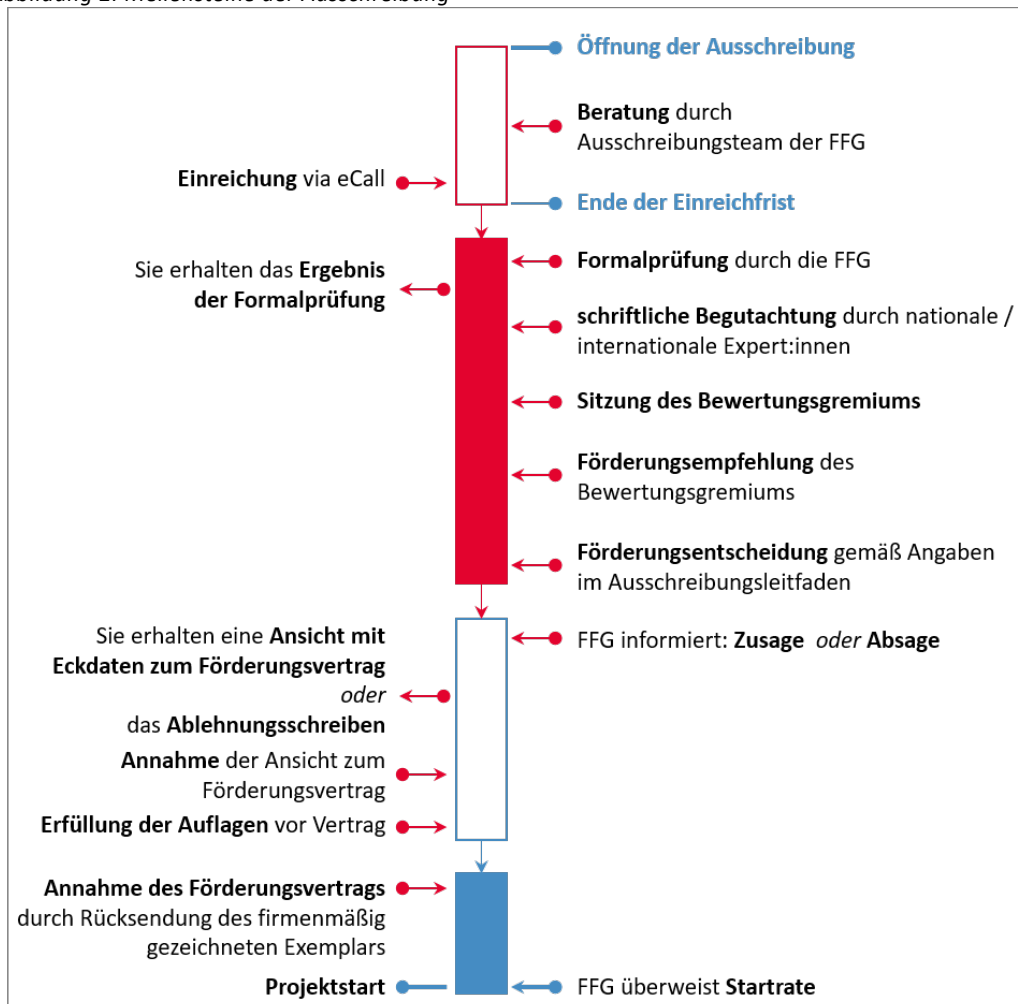 Öffnung der Ausschreibung
Beratung durch
Ausschreibungsteam der FFG
Einreichung via eCall
Ende der Einreichfrist
Formalprüfung durch die FFG
Sie erhalten das Ergebnis
der Formalprüfung
schriftliche Begutachtung durch nationale /
internationale Expert:innen
Sitzung des Bewertungsgremiums
Förderungsempfehlung des
Bewertungsgremiums
Förderungsentscheidung gemäß Angaben
im Ausschreibungsleitfaden
FFG informiert: Zusage oder Absage
Sie erhalten eine Ansicht mit
Eckdaten zum Förderungsvertrag
oder
das Ablehnungsschreiben
Annahme der Ansicht zum
Förderungsvertrag
Erfüllung der Auflagen vor Vertrag
Annahme des Förderungsvertrags
durch Rücksendung des firmenmäßig
gezeichneten Exemplars
Projektstart
FFG überweist Startrate